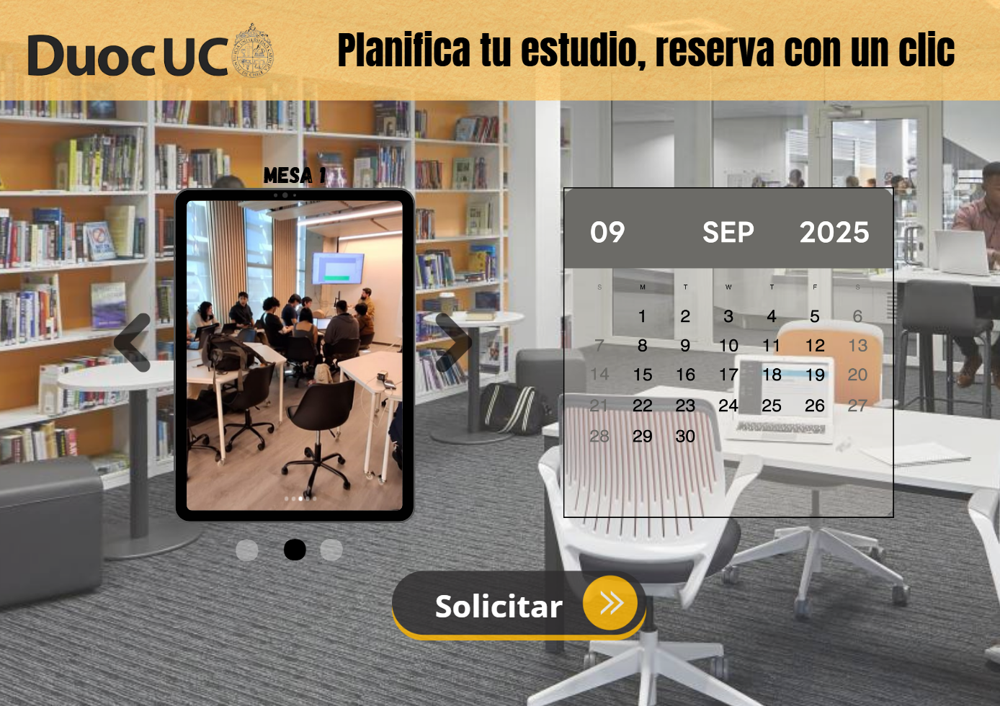 DuocUC
Planifica tu estudio, reserva con un clic
MESA 1
09 SEP 2025
S M T W T F S
1 2 3 4 5 6
7 8 9 10 11 12 13
14 15 16 17 18 19 20
21 22 23 24 25 26 27
28 29 30
Solicitar